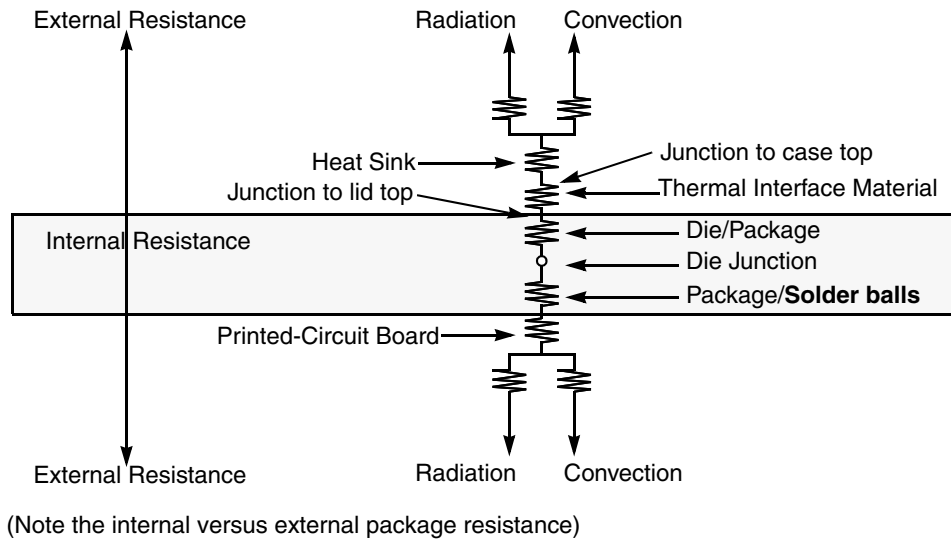 External Resistance
Radiation
Convection
Heat Sink
Junction to case top
Junction to lid top
Thermal Interface Material
Internal Resistance
Die/Package
Die Junction
Package/Solder balls
Printed-Circuit Board
External Resistance
Radiation
Convection
(Note the internal versus external package resistance)